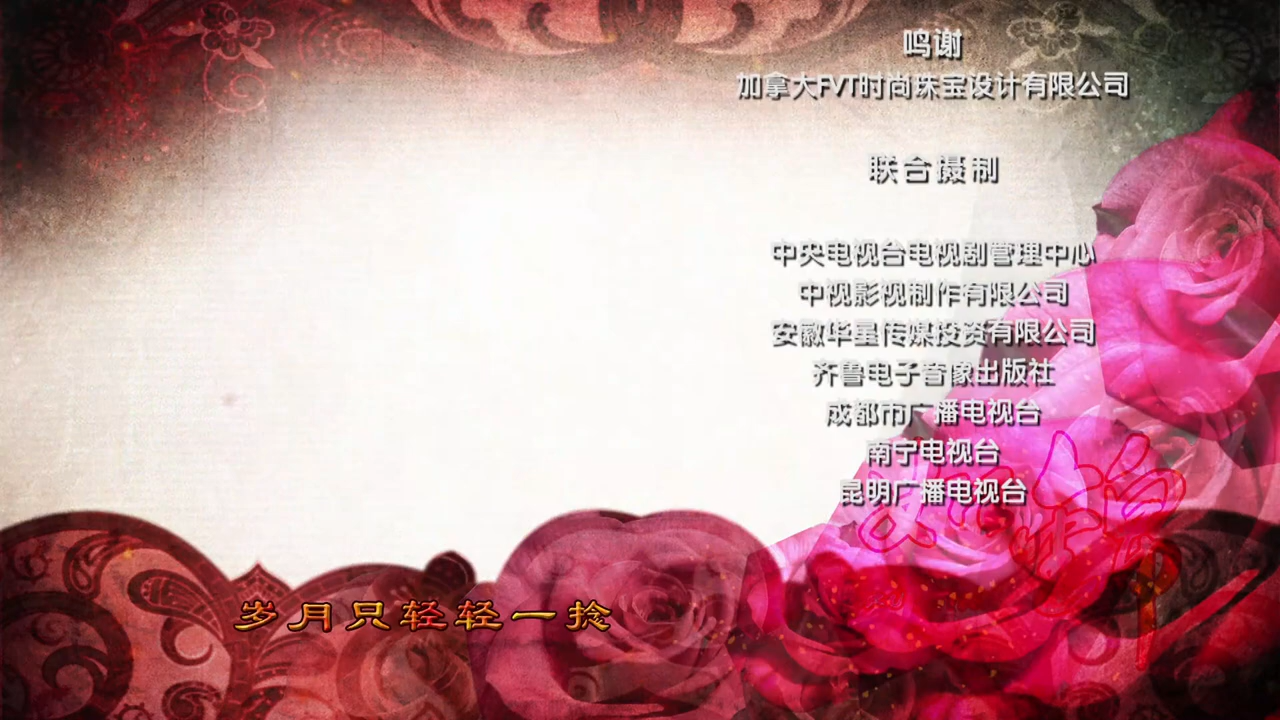 鸣谢
加拿大FVT时尚珠宝设计有限公司
联合摄制
中央电视台电视剧管理中心
中视影视制作有限公司
安徽华星传媒投资有限公司
齐鲁电子音像出版社
成都市广播电视台
南宁电视台
昆明广播电视台
岁月只轻轻一捻